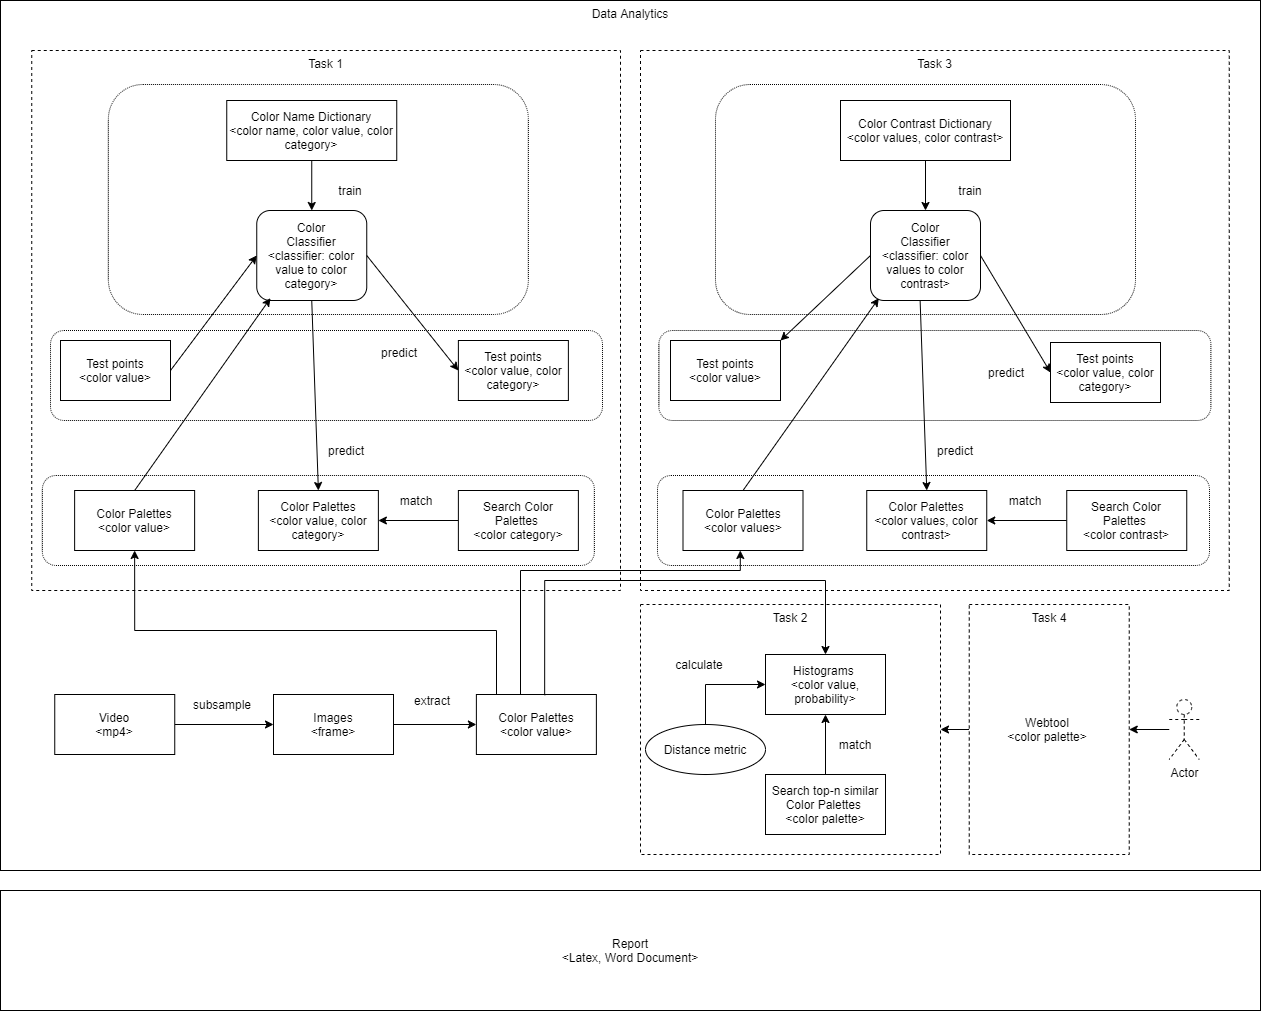 Data Analytics
Task 1
Color Name Dictionary
<color name, color value, color
category>
train
Color
Classifier
<classifier: color
value to color
category>
Test points
<color value>
predict
Test points
<color value, color
category>
predict
Color Palettes
<color value>
Color Palettes
<color value, color
category>
match
Search Color
Palettes
<color category>
Task 3
Color Contrast Dictionary
<color values, color contrast>
train
Color
Classifier
<classifier: color
values to color
contrast>
Test points
<color value>
predict
Test points
<color value, color
category>
predict
Color Palettes
<color values>
Color Palettes
<color values, color
contrast>
match
Search Color
Palettes
<color contrast>
Video
<mp4>
subsample
Images
<frame>
extract
Color Palettes
<color value>
Task 2
calculate
Histograms
<color value,
probability>
Distance metric
match
Search top-n similar
Color Palettes
<color palette>
Task 4
Webtool
<color palette>
Actor
Report
<Latex, Word Document>